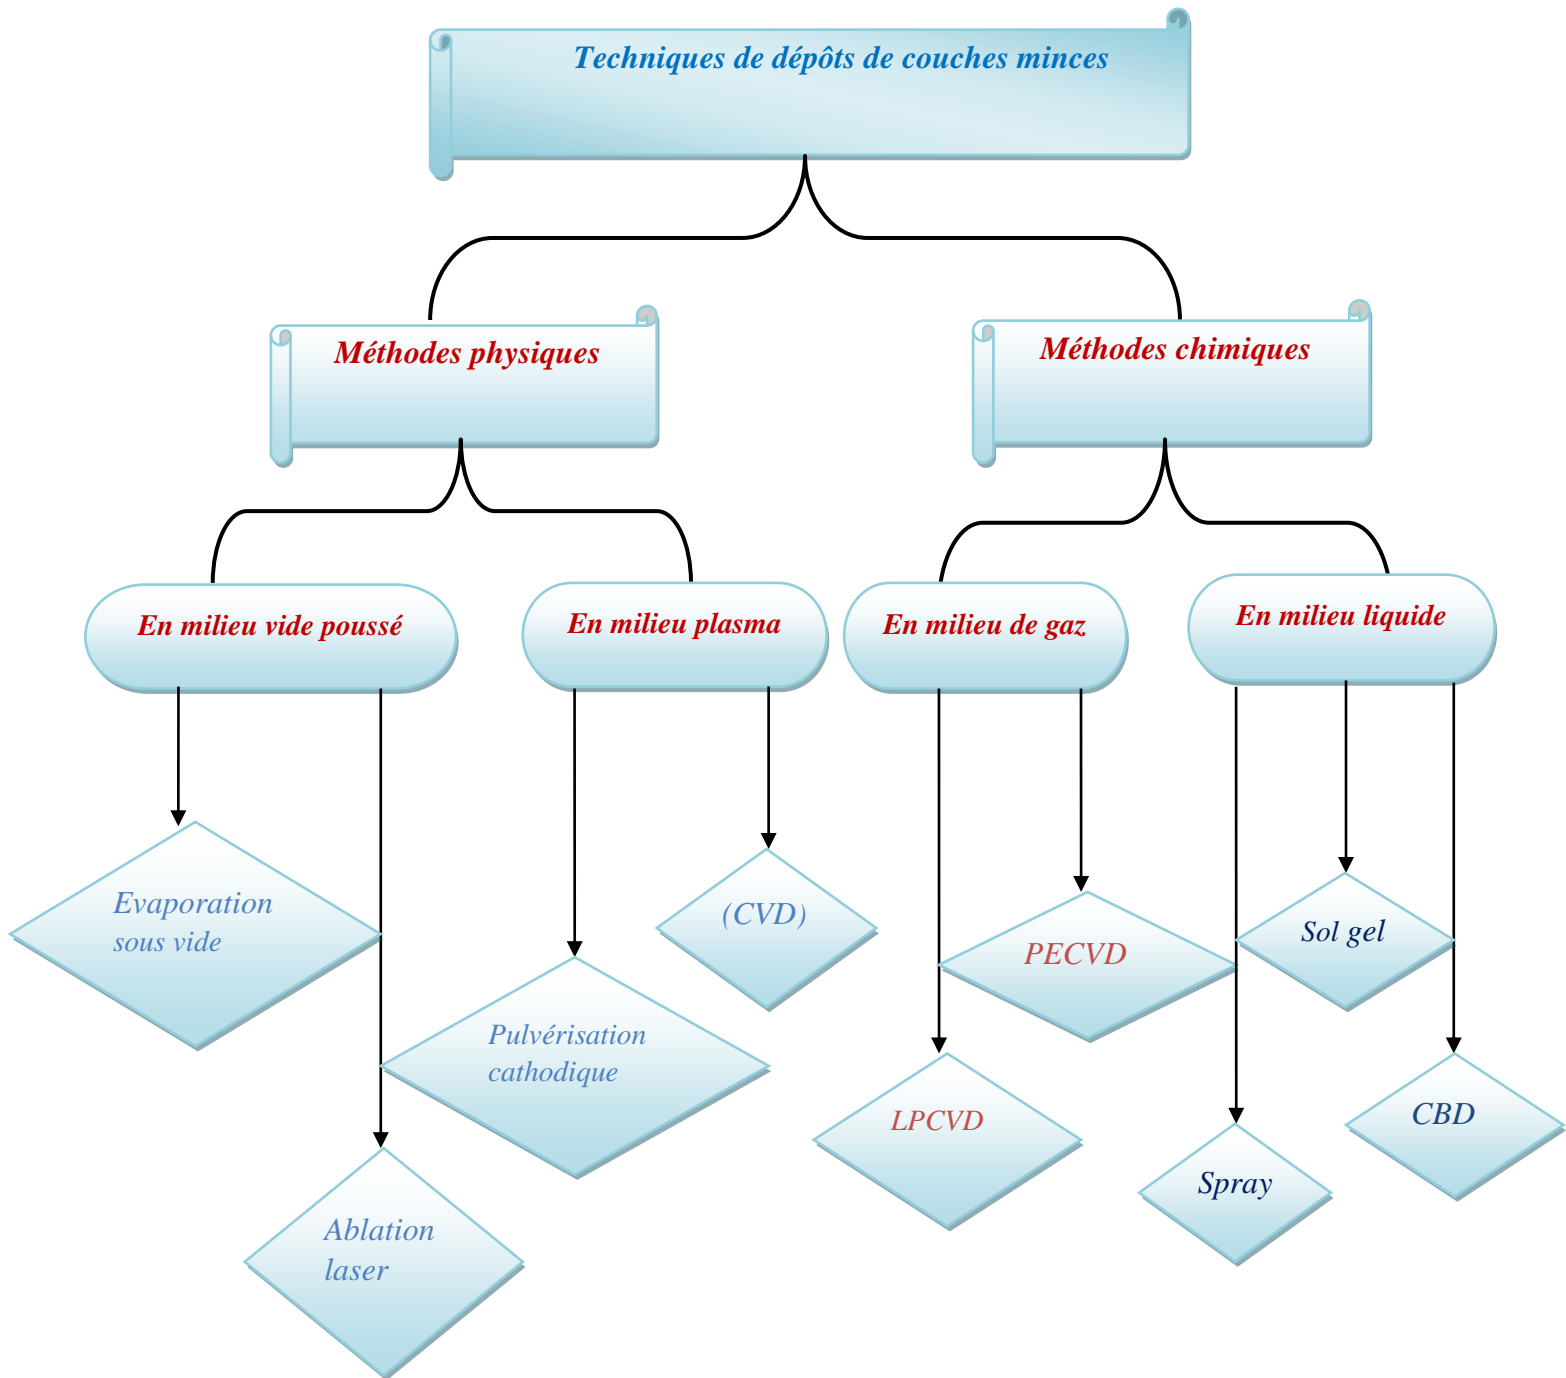 Techniques de dépôts de couches minces
Méthodes physiques
Méthodes chimiques
En milieu vide poussé
En milieu plasma
En milieu de gaz
En milieu liquide
Evaporation
sous vide
(CVD)
Sol gel
PECVD
Pulvérisation
cathodique
LPCVD
CBD
Spray
Ablation
laser